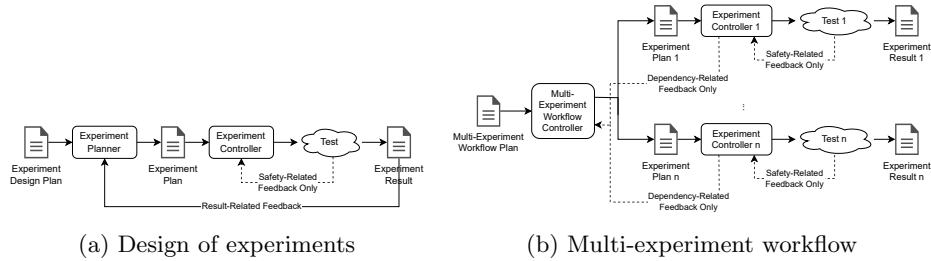 Experiment
Planner
Experiment
Controller
Test
Experiment
Design Plan
Experiment
Plan
Safety-Related
Feedback Only
Experiment
Result
Result-Related Feedback
(a) Design of experiments
Experiment
Controller 1
Test 1
Experiment
Plan 1
Safety-Related
Feedback Only
Experiment
Result 1
Dependency-Related
Feedback Only
Multi-
Experiment
Workflow
Controller
Multi-Experiment
Workflow Plan
...
Experiment
Controller n
Test n
Experiment
Plan n
Safety-Related
Feedback Only
Experiment
Result n
Dependency-Related
Feedback Only
(b) Multi-experiment workflow